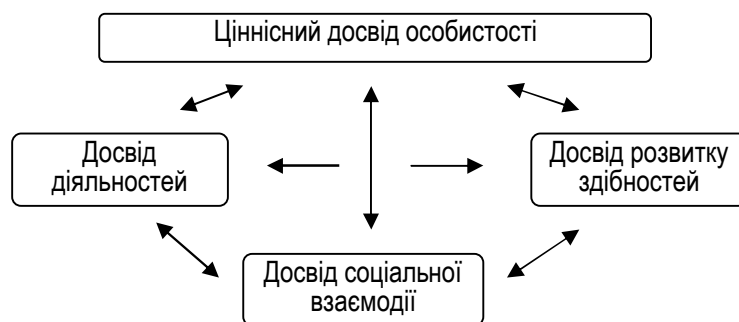 Ціннісний досвід особистості
Досвід
діяльностей
Досвід розвитку
здібностей
Досвід соціальної
взаємодії